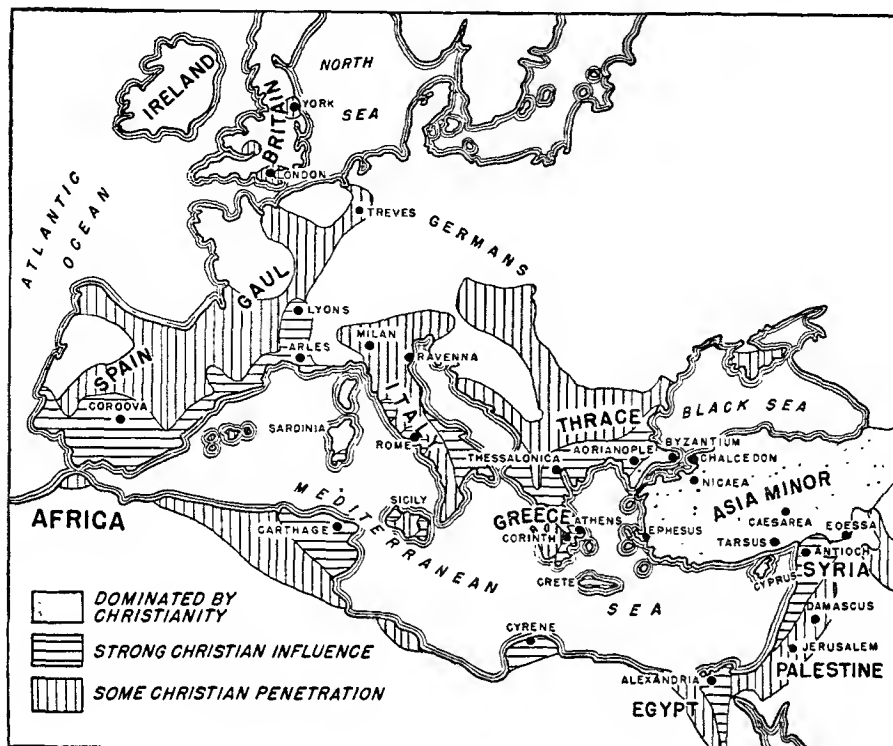 IRELAND
BRITAIN
NORTH
SEA
YORK
LONDON
ATLANTIC
OCEAN
TREVES
GERMANS
GAUL
LYONS
ARLES
MILAN
RAVENNA
SPAIN
CORDOVA
SARDINIA
ITALY
ROME
THRACE
BLACK SEA
THESSALONICA
ADRIANOPLE
BYZANTIUM
CHALCEDON
NICAEA
ASIA MINOR
CAESAREA
EDESSA
TARSUS
ANTIOCH
SYRIA
CYPRUS
EPHESUS
GREECE
ATHENS
CORINTH
CRETE
MEDITERRANEAN
SEA
SICILY
AFRICA
CARTHAGE
CYRENE
DAMASCUS
JERUSALEM
PALESTINE
ALEXANDRIA
EGYPT
DOMINATED BY
CHRISTIANITY
STRONG CHRISTIAN INFLUENCE
SOME CHRISTIAN PENETRATION